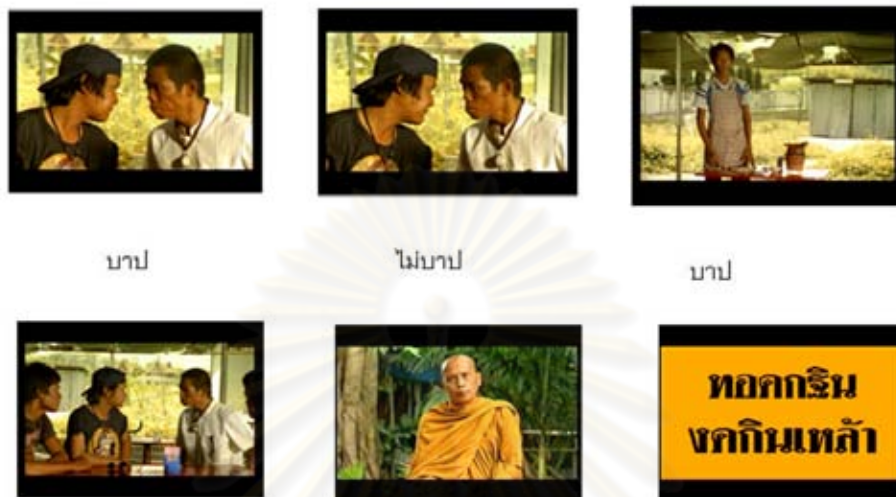 บาป
ไม่บาป
บาป
ทอดกฐิน
งดกินเหล้า